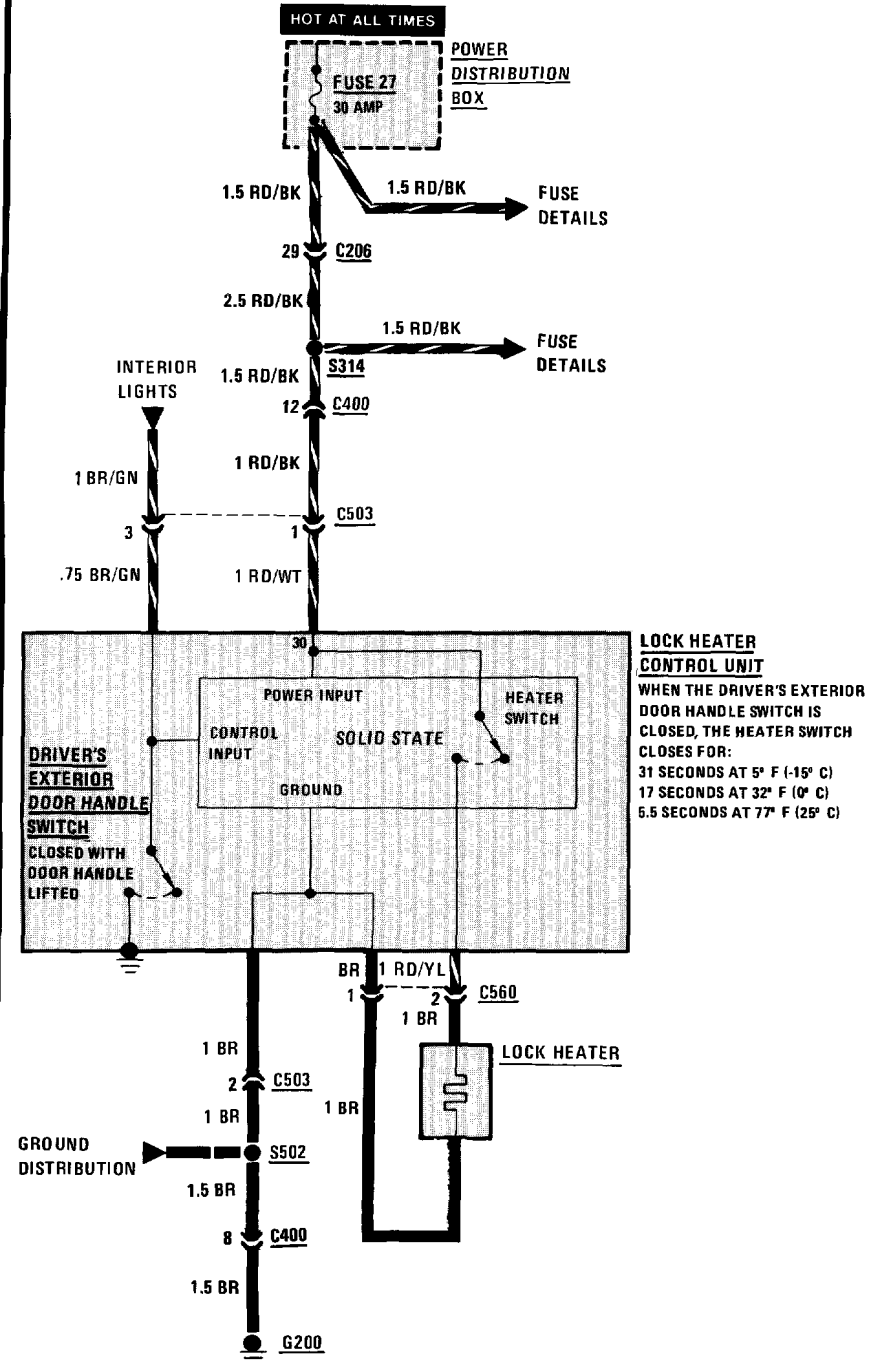 HOT AT ALL TIMES
POWER
DISTRIBUTION
BOX
FUSE 27
30 AMP
1.5 RD/BK
1.5 RD/BK
FUSE
DETAILS
29
C206
2.5 RD/BK
1.5 RD/BK
FUSE
DETAILS
S314
1.5 RD/BK
INTERIOR
LIGHTS
12
C400
1 RD/BK
1 BR/GN
C503
3
1
.75 BR/GN
1 RD/WT
30
LOCK HEATER
CONTROL UNIT
WHEN THE DRIVER'S EXTERIOR
DOOR HANDLE SWITCH IS
CLOSED, THE HEATER SWITCH
CLOSES FOR:
31 SECONDS AT 5° F (-15° C)
17 SECONDS AT 32° F (0° C)
5.5 SECONDS AT 77° F (25° C)
POWER INPUT
HEATER
SWITCH
CONTROL
INPUT
SOLID STATE
GROUND
DRIVER'S
EXTERIOR
DOOR HANDLE
SWITCH
CLOSED WITH
DOOR HANDLE
LIFTED
BR
1 RD/YL
1
2
C560
1 BR
1 BR
LOCK HEATER
2
C503
1 BR
1 BR
GROUND
DISTRIBUTION
S502
1.5 BR
8
C400
1.5 BR
G200